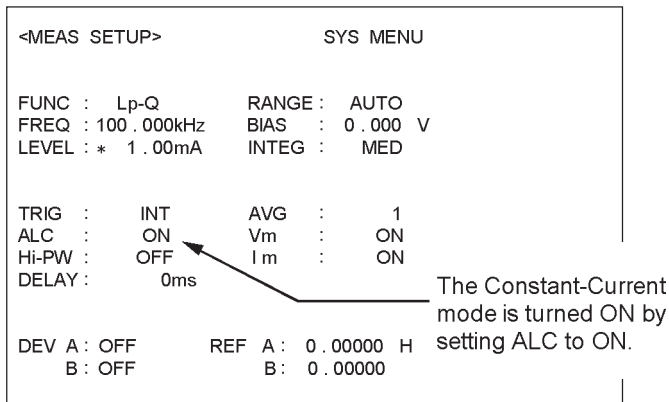 <MEAS SETUP> SYS MENU
FUNC : Lp-Q RANGE : AUTO
FREQ : 100 . 000kHz BIAS : 0 . 000 V
LEVEL : * 1 . 00mA INTEG : MED
TRIG : INT AVG : 1
ALC : ON Vm : ON
Hi-PW : OFF I m : ON
DELAY : 0ms
The Constant-Current
mode is turned ON by
setting ALC to ON.
DEV A : OFF REF A : 0 . 00000 H
B : OFF B : 0 . 00000